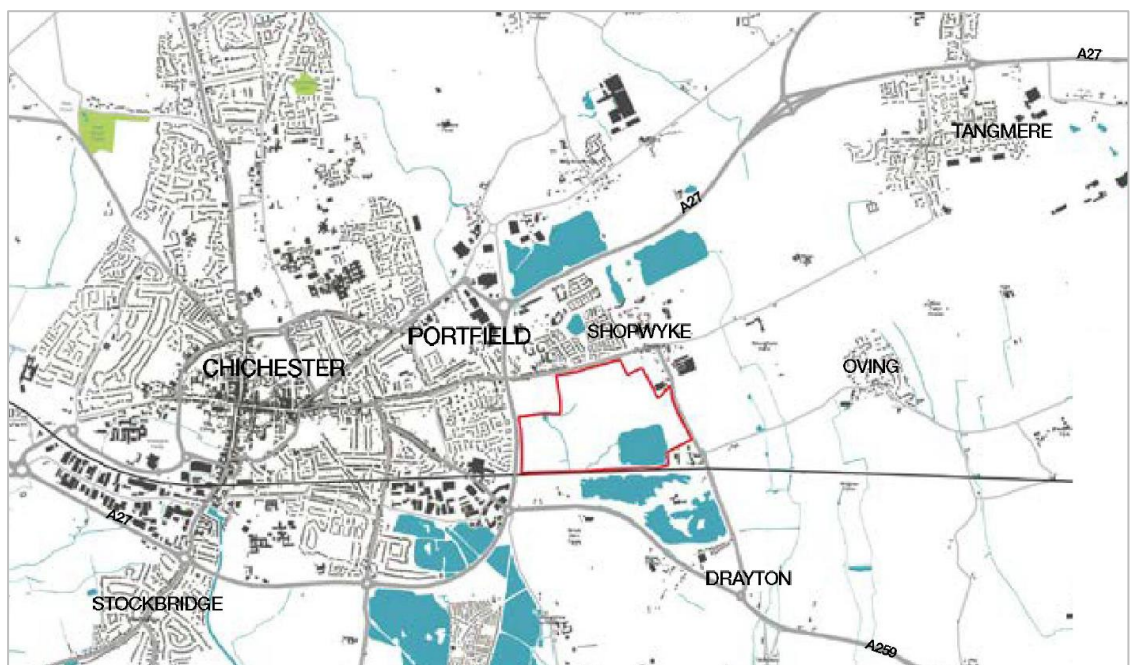 A27
TANGMERE
A27
PORTFIELD
SHOPWYKE
CHICHESTER
OVING
A27
DRAYTON
STOCKBRIDGE
A259